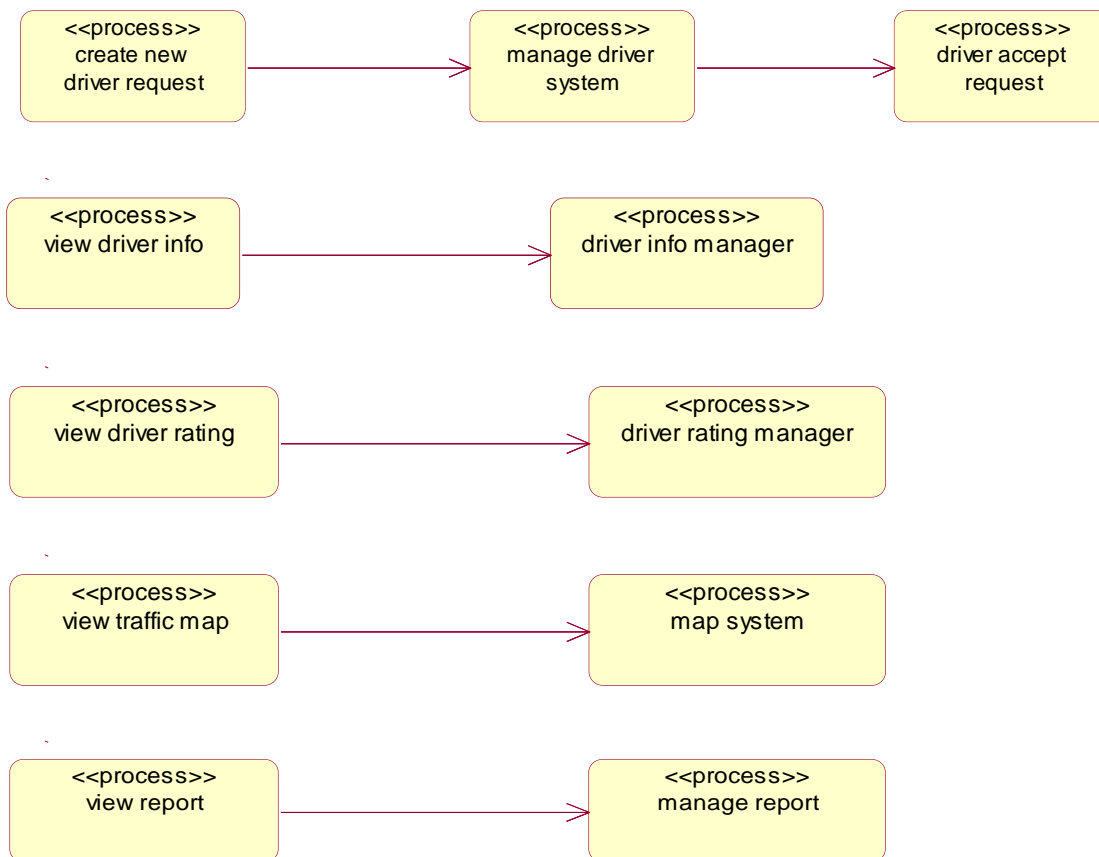 <<process>>
create new
driver request
<<process>>
manage driver
system
<<process>>
driver accept
request
`
<<process>>
view driver info
<<process>>
driver info manager
`
<<process>>
view driver rating
<<process>>
driver rating manager
`
<<process>>
view traffic map
<<process>>
map system
`
<<process>>
view report
<<process>>
manage report